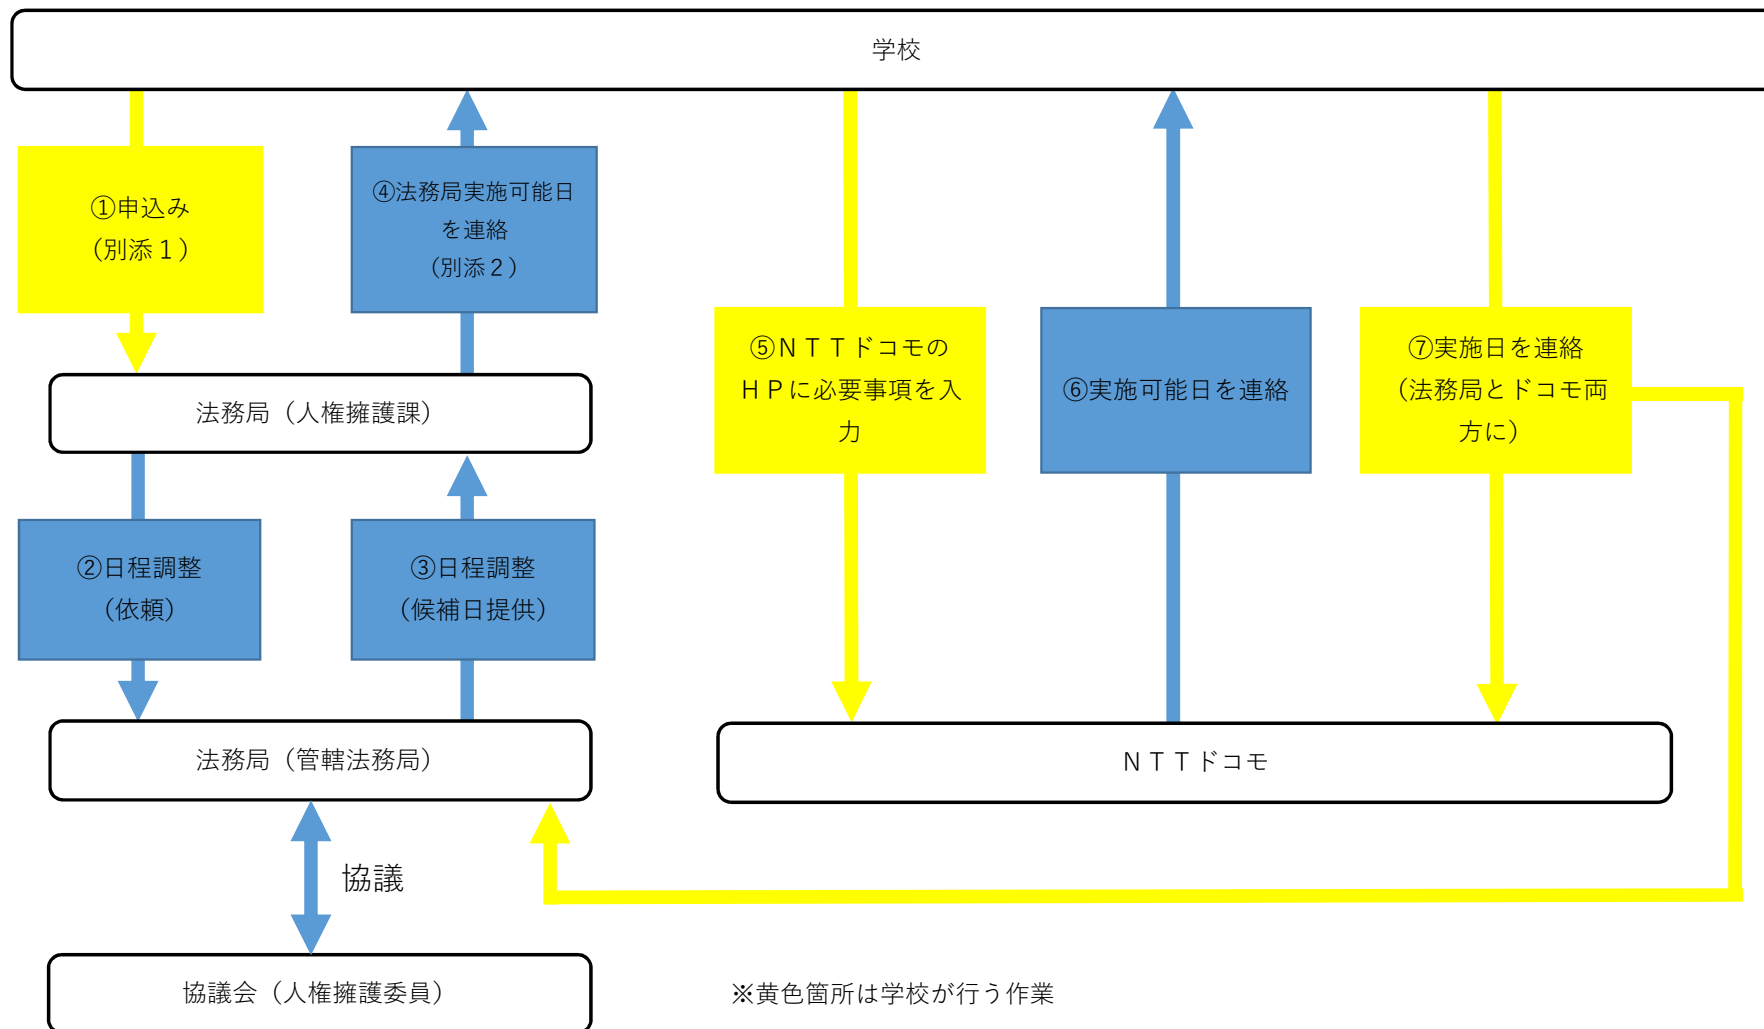 学校
①申込み
（別添１）
④法務局実施可能日
を連絡
（別添２）
⑤ＮＴＴドコモの
ＨＰに必要事項を入
力
⑥実施可能日を連絡
⑦実施日を連絡
（法務局とドコモ両
方に）
法務局（人権擁護課）
②日程調整
（依頼）
③日程調整
（候補日提供）
法務局（管轄法務局）
ＮＴＴドコモ
協議
協議会（人権擁護委員）
※黄色箇所は学校が行う作業